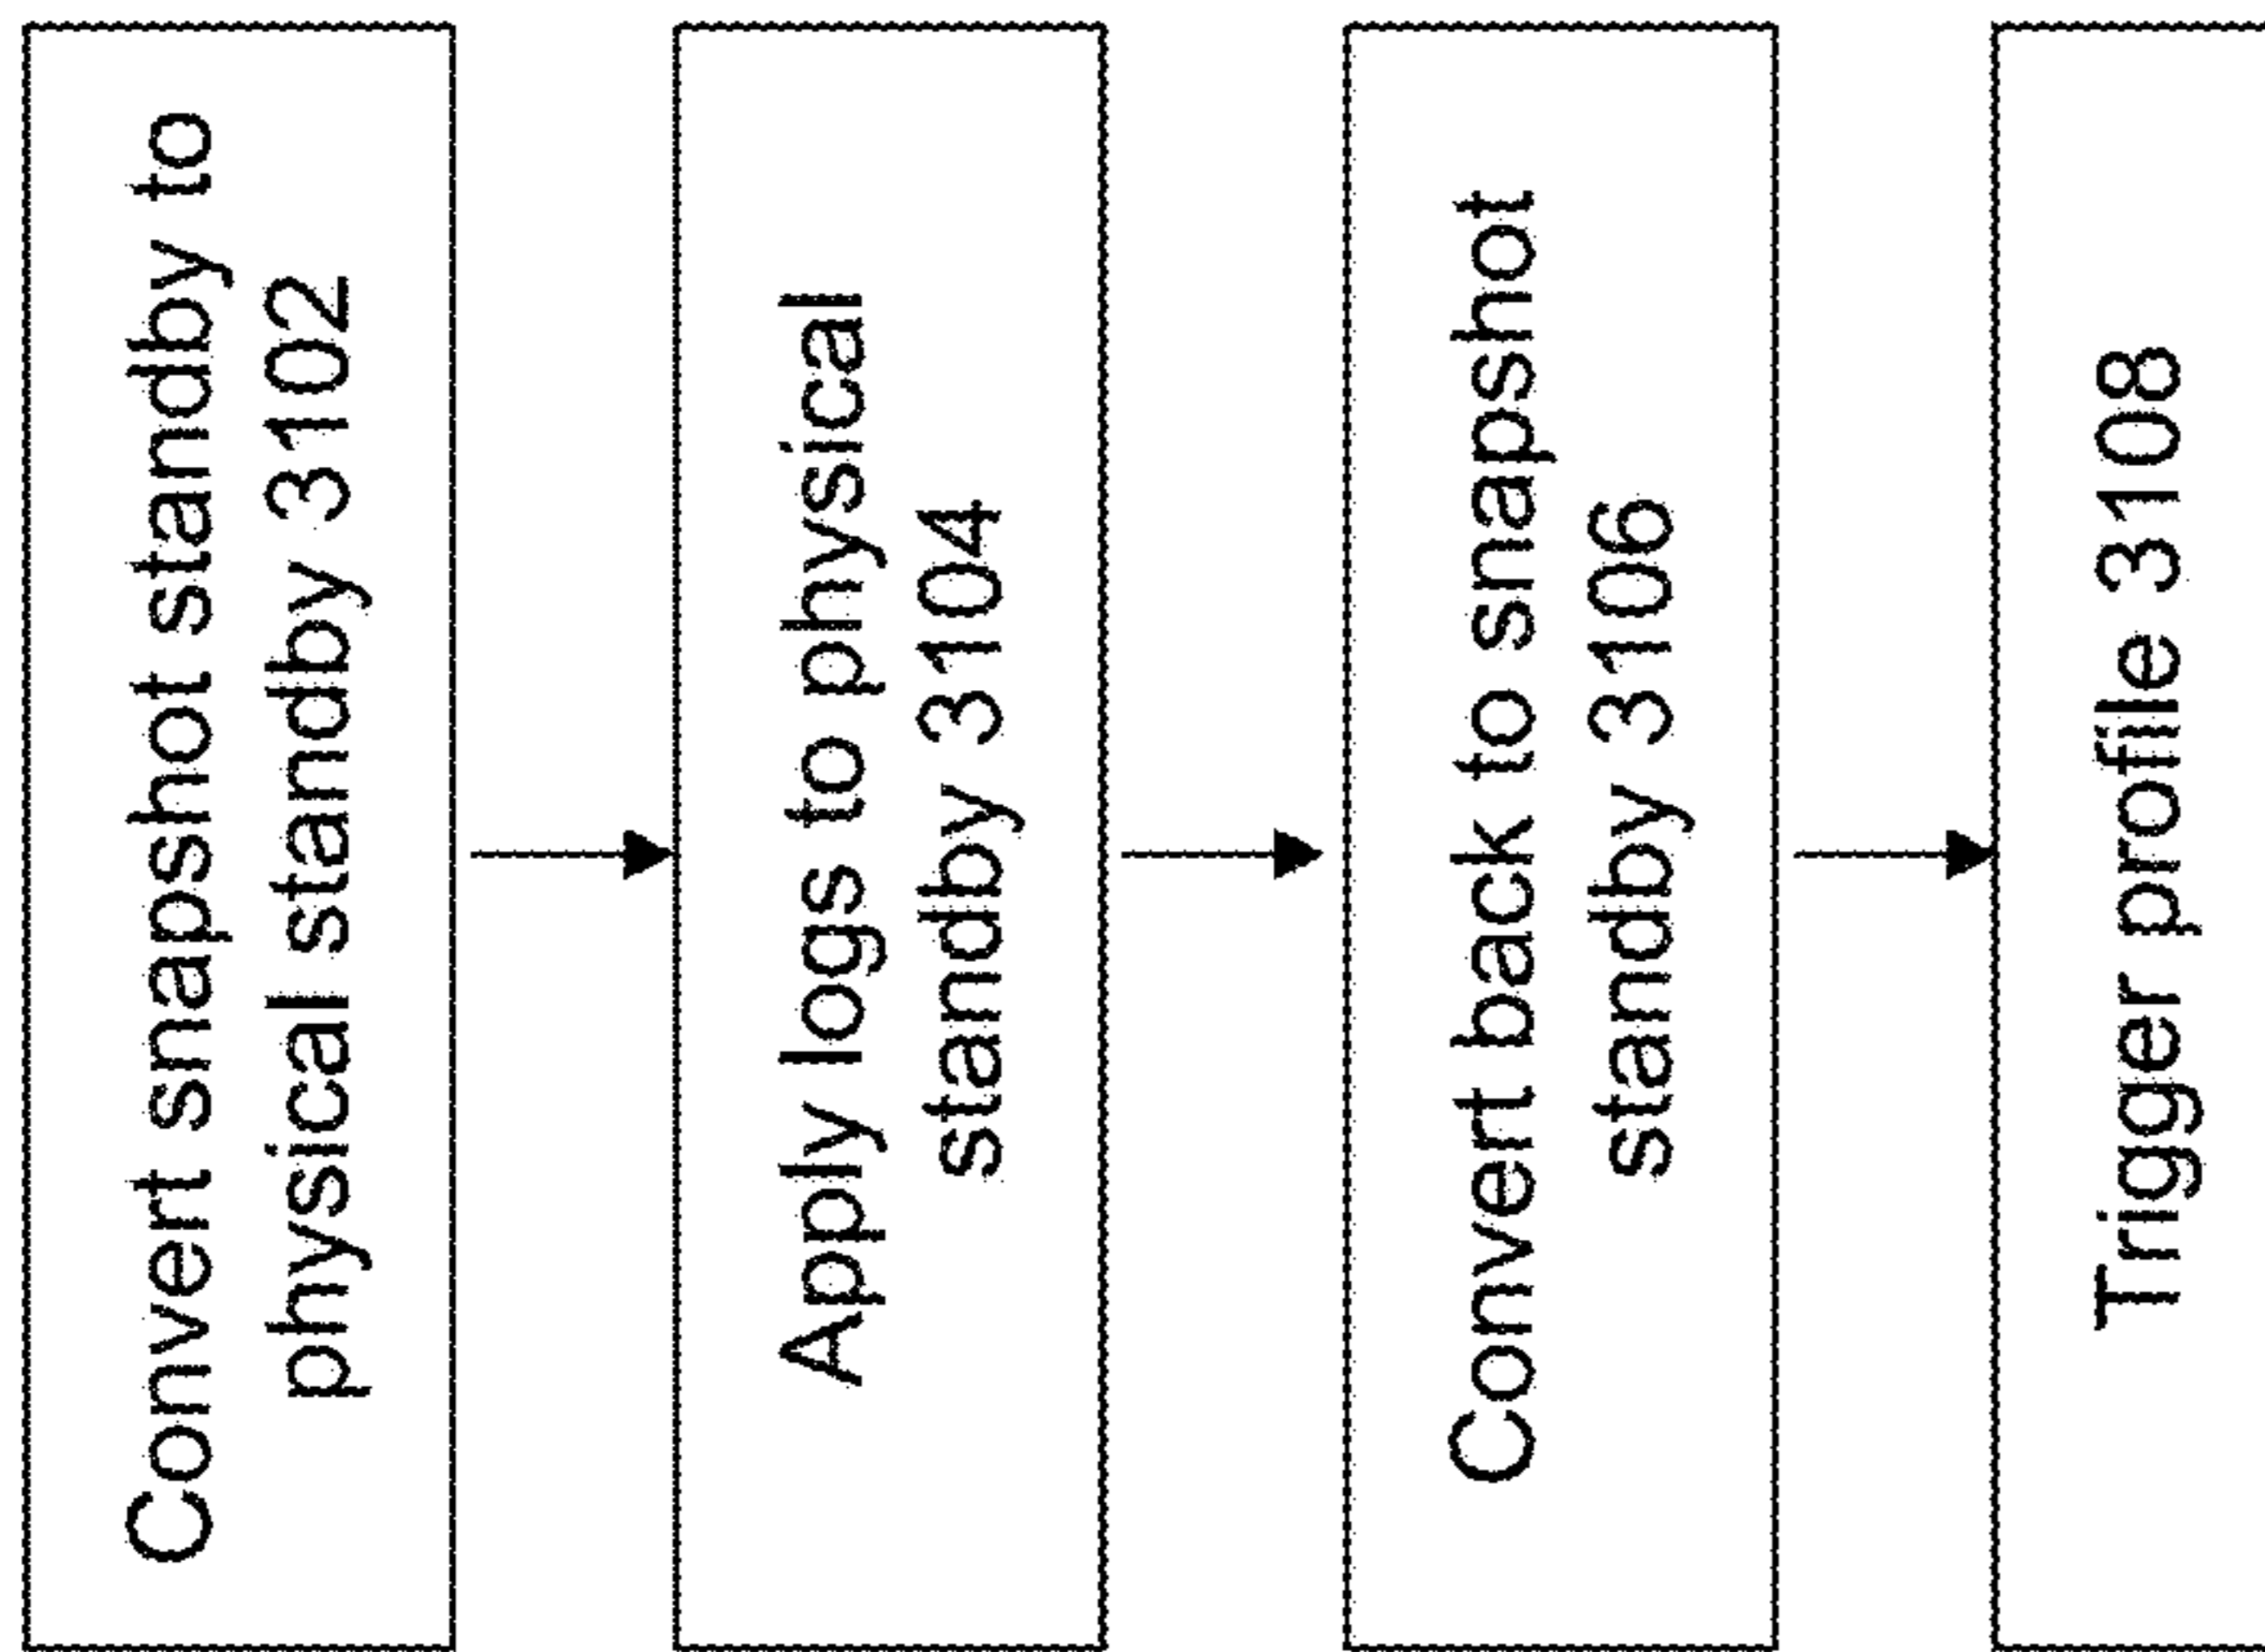 Convert snapshot standby to
physical standby 3102
Apply logs to physical
standby 3104
Convert back to snapshot
standby 3106
Trigger profile 3108